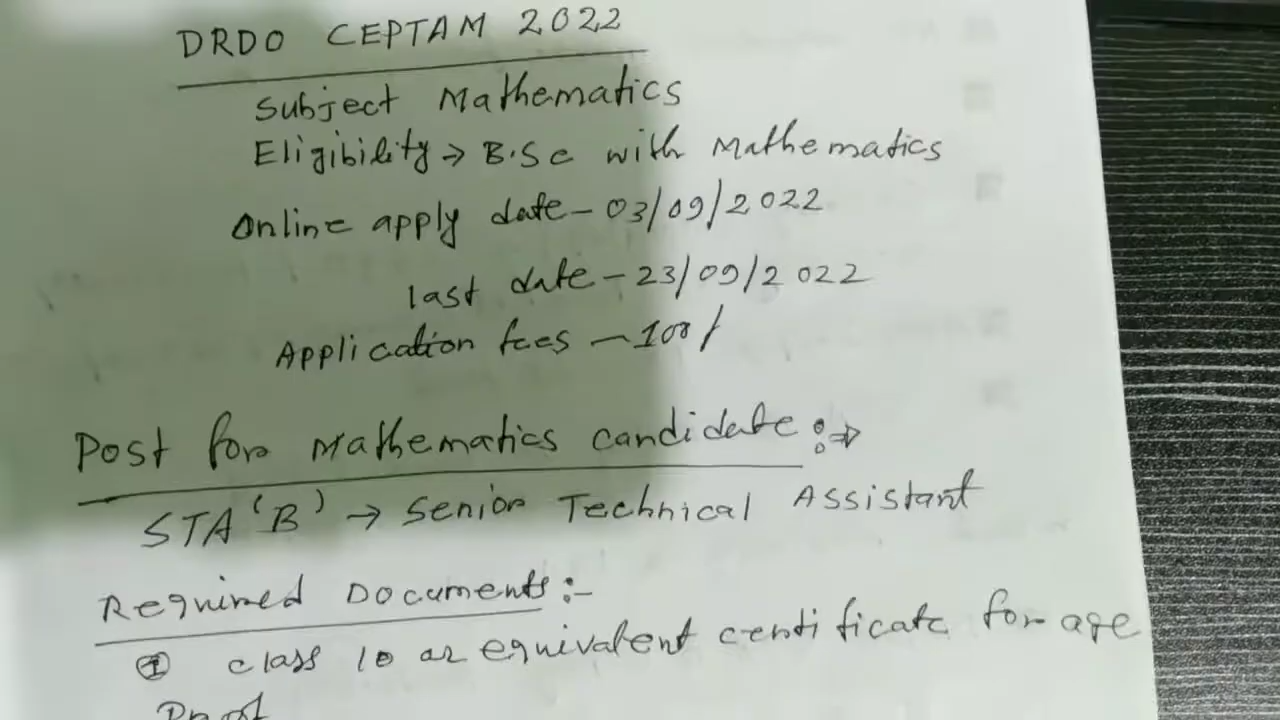 DRDO CEPTAM 2022
Subject Mathematics
Eligibility → B.Sc with Mathematics
Online apply date - 03/09/2022
last date - 23/09/2022
Application fees - 100/
Post for Mathematics candidate :⇒
STA 'B' → Senior Technical Assistant
Required Documents :-
① class 10 or equivalent certificate for age
Proof